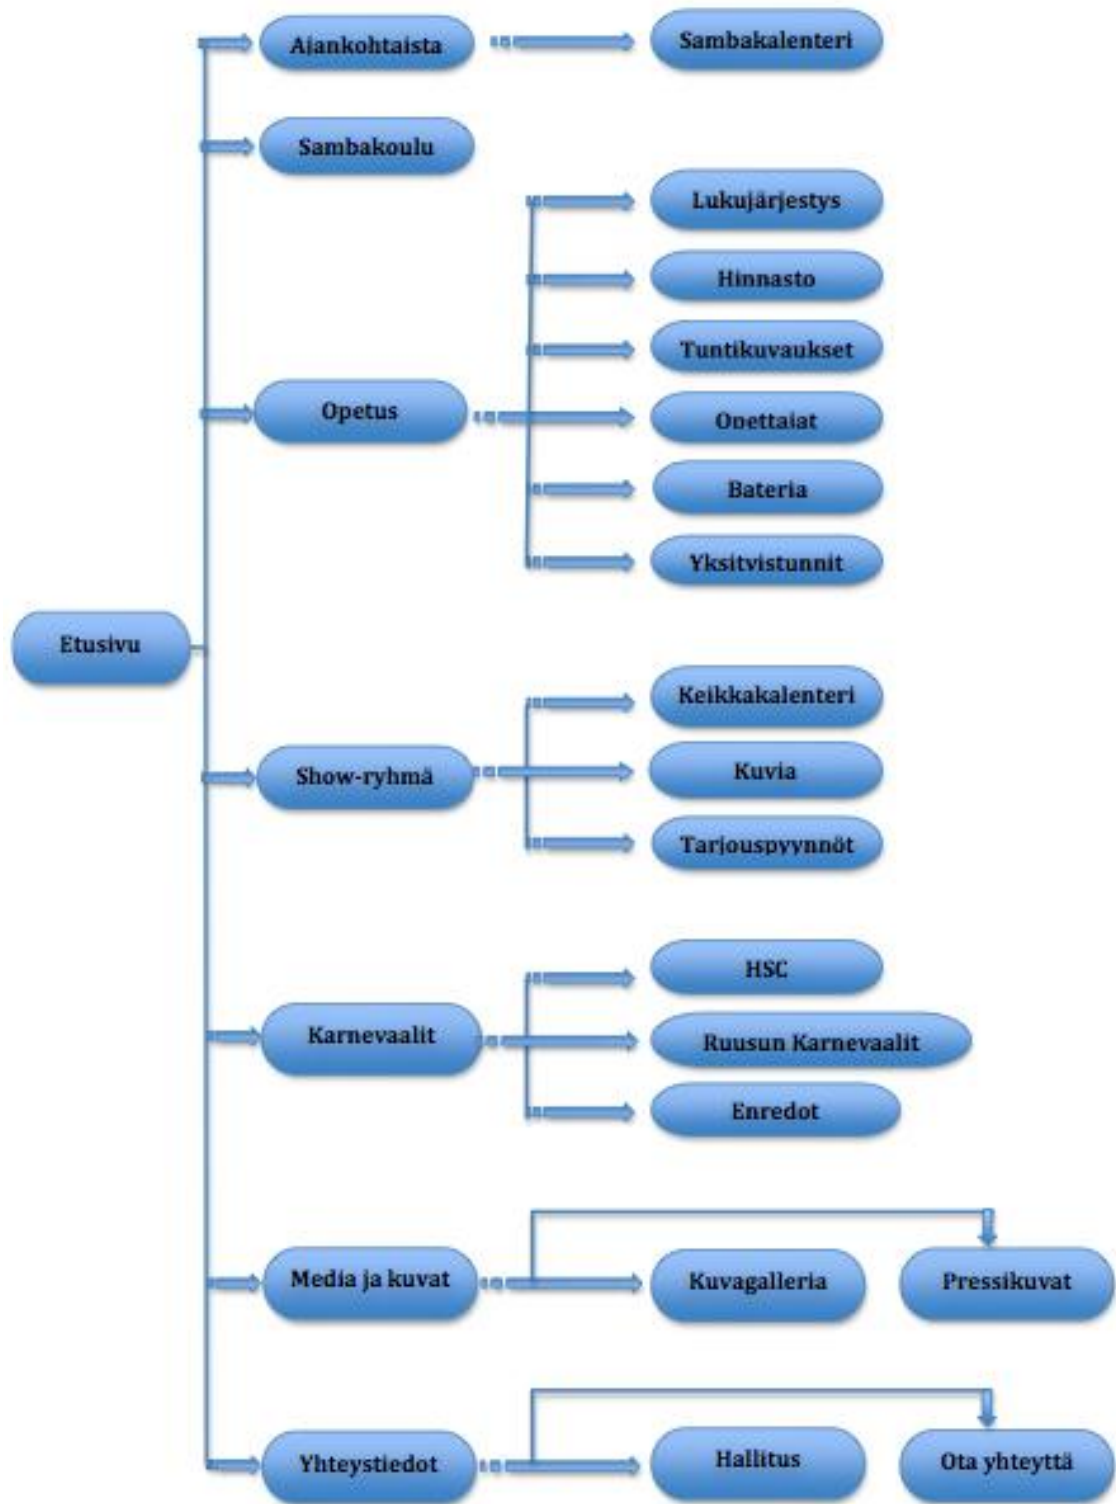 Ajankohtaista
Sambakalenteri
Sambakoulu
Lukujärjestys
Hinnasto
Tuntikuvaukset
Opetus
Opettajat
Bateria
Yksityistunnit
Etusivu
Keikkakalenteri
Show-ryhmä
Kuvia
Tarjouspyynnöt
HSC
Karnevaalit
Ruusun Karnevaalit
Enredot
Media ja kuvat
Kuvagalleria
Pressikuvat
Yhteystiedot
Hallitus
Ota yhteyttä